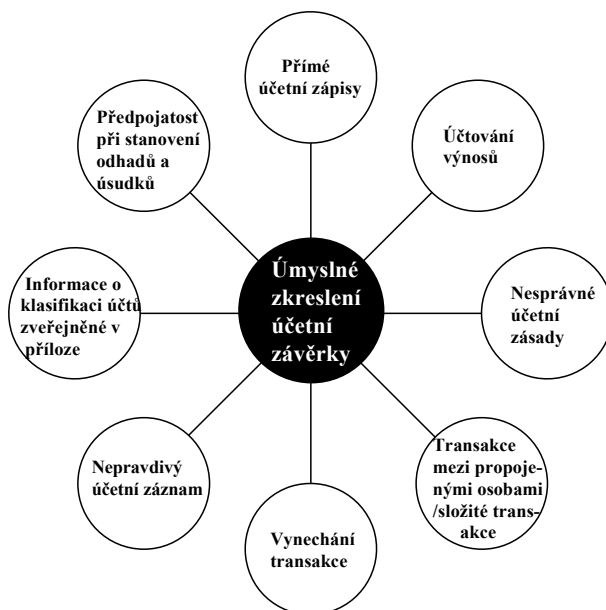 Přímé
účetní zápisy
Předpojatost
při stanovení
odhadů a
úsudků
Účtování
výnosů
Úmyslné
zkreslení
účetní
závěrky
Informace o
klasifikaci účtů
zveřejněné v
příloze
Nesprávné
účetní
zásady
Nepravdivý
účetní záznam
Transakce
mezi propoje-
nými osobami
/složité trans-
akce
Vynechání
transakce